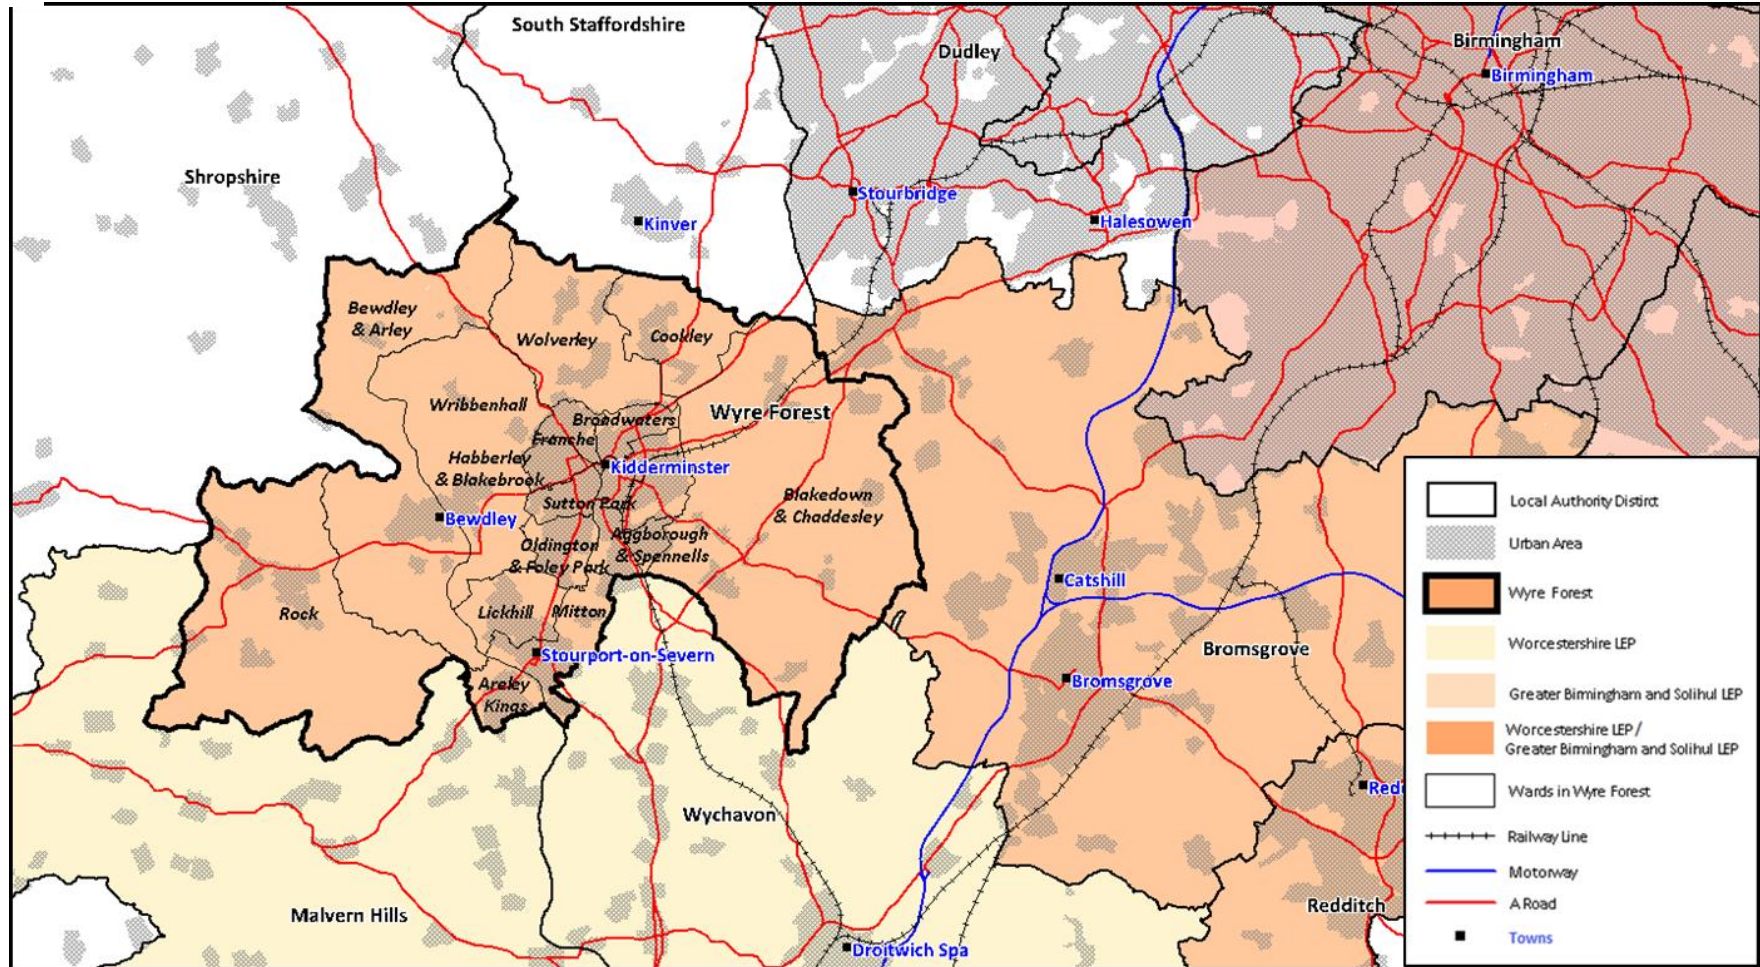 South Staffordshire
Dudley
Birmingham
Birmingham
Shropshire
Stourbridge
Kinver
Halesowen
Bewdley
& Arley
Wolverley
Cookley
Wribbenhall
Wyre Forest
Broadwaters
Franche
Habberley
& Blakebrook
Kidderminster
Blakedown
& Chaddesley
Sutton Park
Bewdley
Aggborough
& Spennells
Oldington
& Foley Park
Catshill
Rock
Lickhill
Mitton
Stourport-on-Severn
Bromsgrove
Bromsgrove
Areley
Kings
Wychavon
Redd
Malvern Hills
Redditch
Droitwich Spa
Local Authority Distirct
Urban Area
Wyre Forest
Worcestershire LEP
Greater Birmingham and Solihul LEP
Worcestershire LEP /
Greater Birmingham and Solihul LEP
Wards in Wyre Forest
Railway Line
Motorway
A Road
Towns